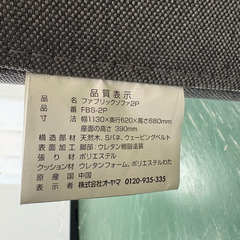 品質表示
品名 ファブリックソファ2P
品番 FBS-2P
寸法 幅1130×奥行620×高さ680mm
座面の高さ 390mm
構造部材 天然木、Sバネ、ウェービングベルト
表面加工 主要部材、脚部:ウレタン樹脂塗装
張り材 ポリエステル
クッション材 ウレタンフォーム、ポリエステルわた
原産国 中国
表示者 株式会社オーヤマ 0120-935-335